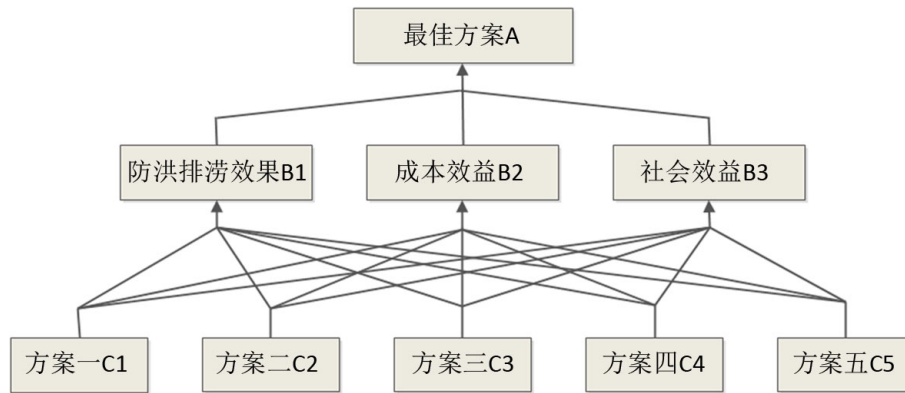 最佳方案A
防洪排涝效果B1
成本效益B2
社会效益B3
方案一C1
方案二C2
方案三C3
方案四C4
方案五C5